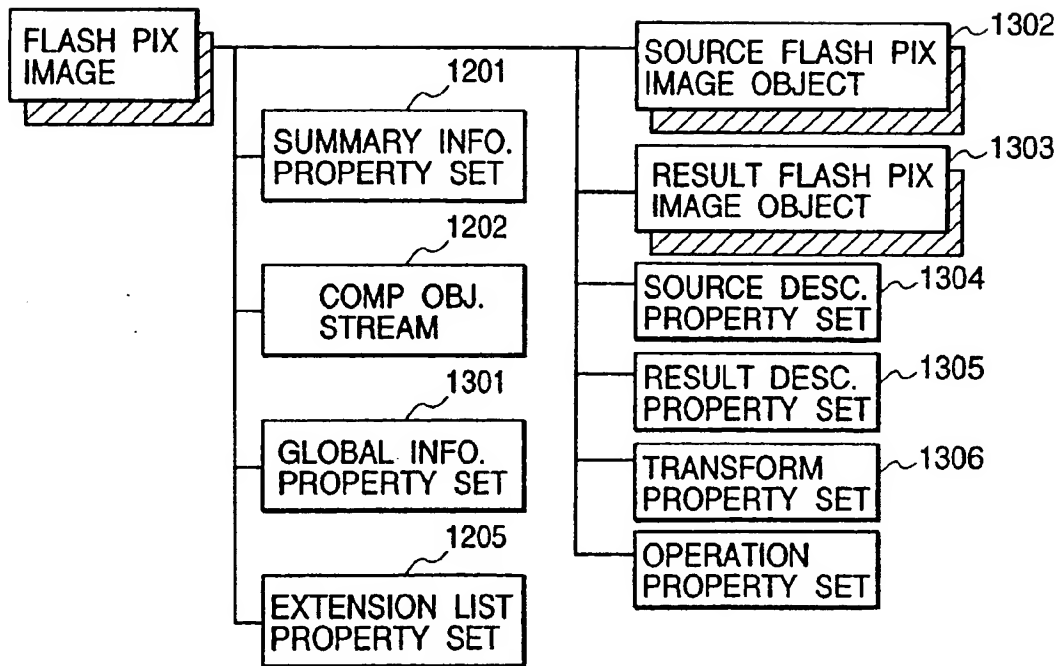 FLASH PIX
IMAGE
1201
SUMMARY INFO.
PROPERTY SET
1202
COMP OBJ.
STREAM
1301
GLOBAL INFO.
PROPERTY SET
1205
EXTENSION LIST
PROPERTY SET
1302
SOURCE FLASH PIX
IMAGE OBJECT
1303
RESULT FLASH PIX
IMAGE OBJECT
SOURCE DESC.
PROPERTY SET
1304
RESULT DESC.
PROPERTY SET
1305
TRANSFORM
PROPERTY SET
1306
OPERATION
PROPERTY SET